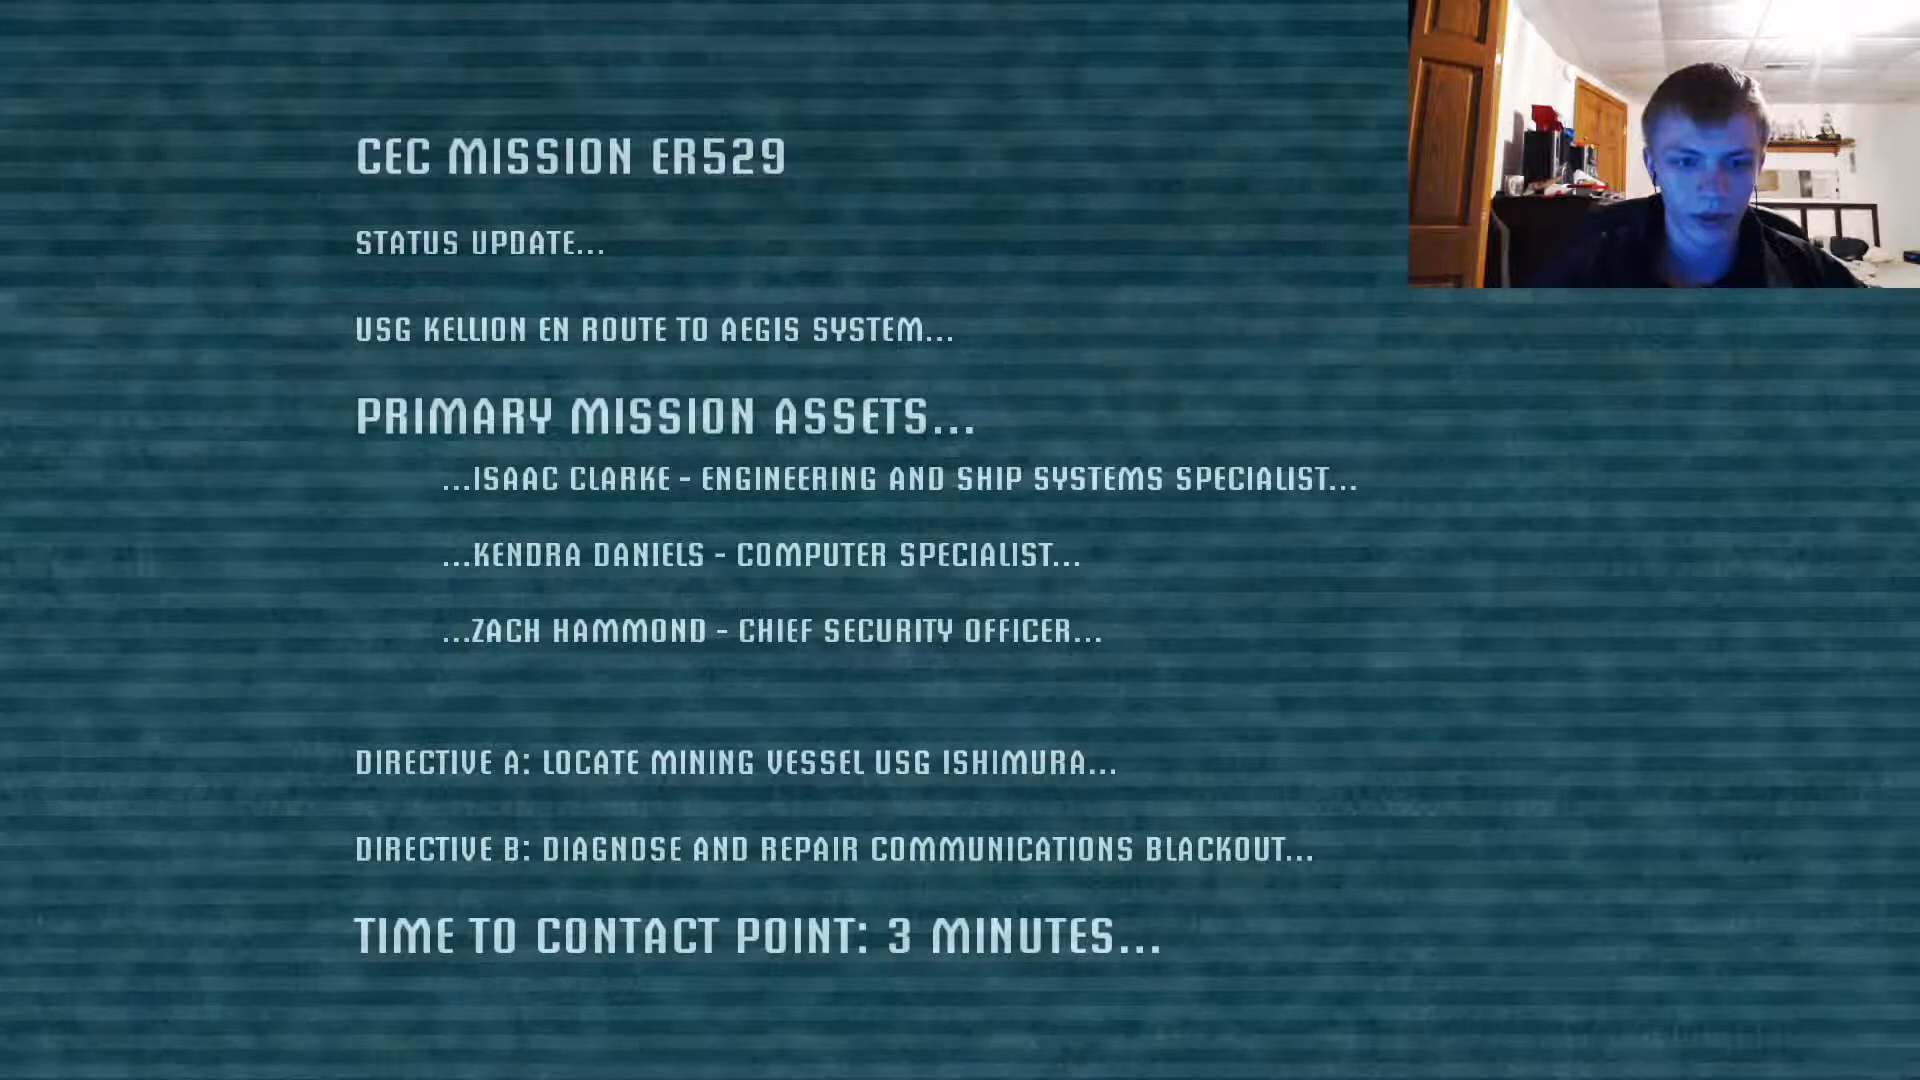 CEC MISSION ER529
STATUS UPDATE...
USG KELLION EN ROUTE TO AEGIS SYSTEM...
PRIMARY MISSION ASSETS...
...ISAAC CLARKE - ENGINEERING AND SHIP SYSTEMS SPECIALIST...
...KENDRA DANIELS - COMPUTER SPECIALIST...
...ZACH HAMMOND - CHIEF SECURITY OFFICER...
DIRECTIVE A: LOCATE MINING VESSEL USG ISHIMURA...
DIRECTIVE B: DIAGNOSE AND REPAIR COMMUNICATIONS BLACKOUT...
TIME TO CONTACT POINT: 3 MINUTES...